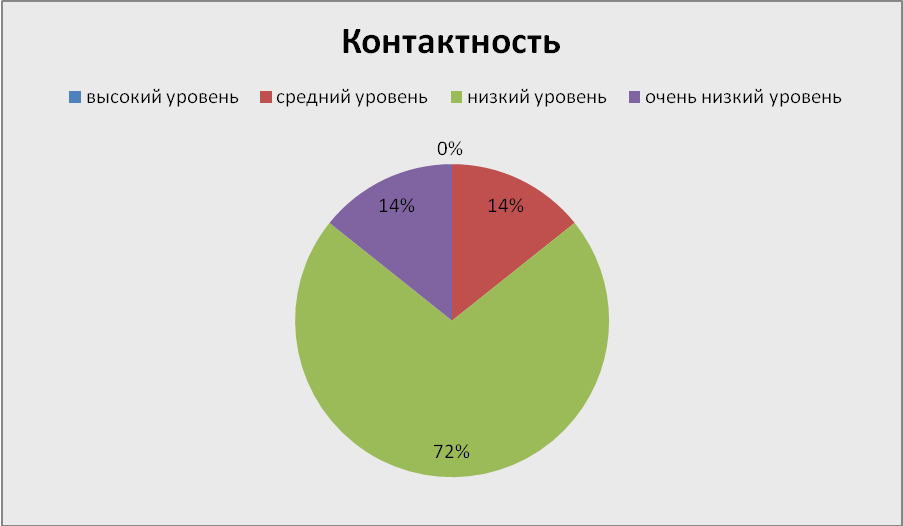 Контактность
высокий уровень средний уровень низкий уровень очень низкий уровень
0%
14% 14%
72%